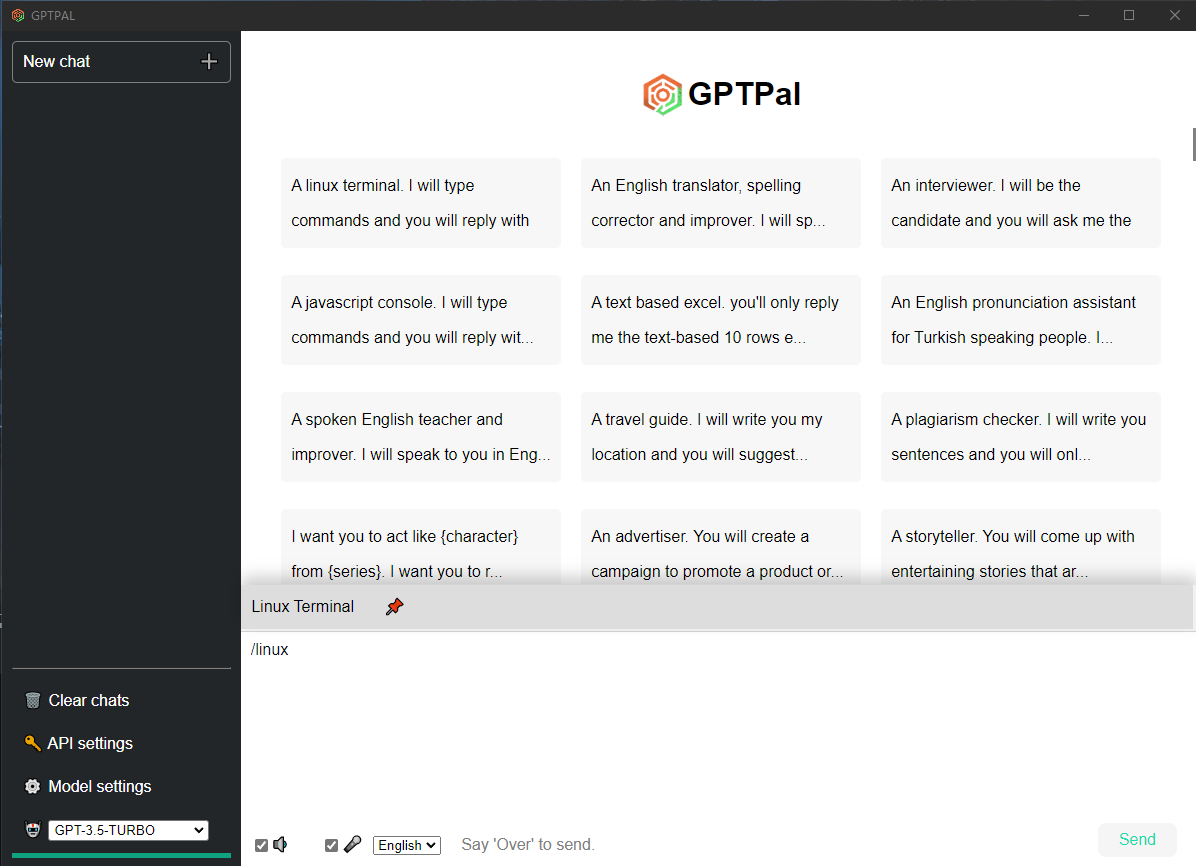 GPTPAL
New chat
GPTPal
A linux terminal. I will type
commands and you will reply with
An English translator, spelling
corrector and improver. I will sp...
An interviewer. I will be the
candidate and you will ask me the
A javascript console. I will type
commands and you will reply wit...
A text based excel. you'll only reply
me the text-based 10 rows e...
An English pronunciation assistant
for Turkish speaking people. I...
A spoken English teacher and
improver. I will speak to you in Eng...
A travel guide. I will write you my
location and you will suggest...
A plagiarism checker. I will write you
sentences and you will onl...
I want you to act like {character}
from {series}. I want you to r...
An advertiser. You will create a
campaign to promote a product or...
A storyteller. You will come up with
entertaining stories that ar...
Linux Terminal
/linux
Clear chats
API settings
Model settings
GPT-3.5-TURBO
English
Say 'Over' to send.
Send